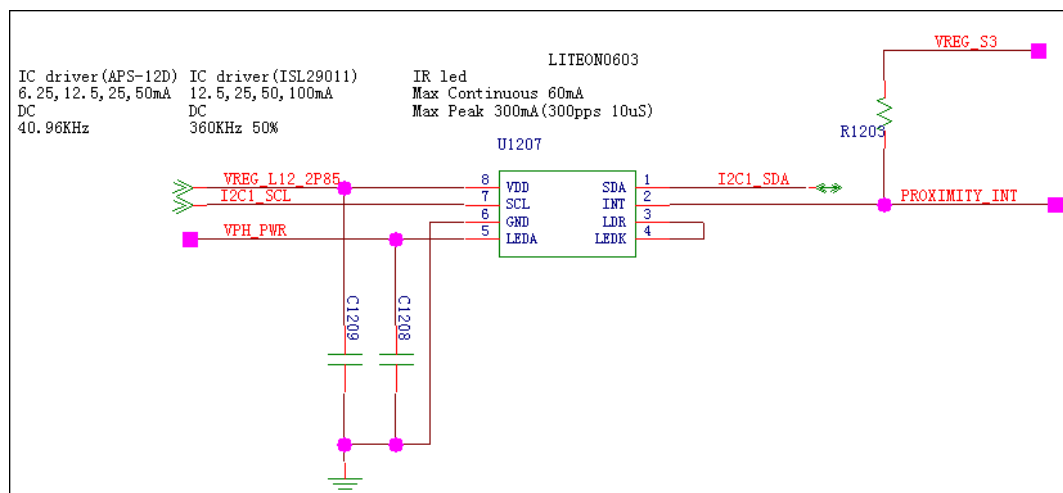 VREG_S3
LITEON0603
IC driver(APS-12D) IC driver(ISL29011) IR led
6.25,12.5,25,50mA 12.5,25,50,100mA Max Continuous 60mA
DC DC Max Peak 300mA(300pps 10uS)
40.96KHz 360KHz 50%
R1203
U1207
VREG_L12_2P85 8 VDD SDA 1 I2C1_SDA
I2C1_SCL 7 SCL INT 2 PROXIMITY_INT
6 GND LDR 3
VPH_PWR 5 LEDA LEDK 4
C1209 C1208